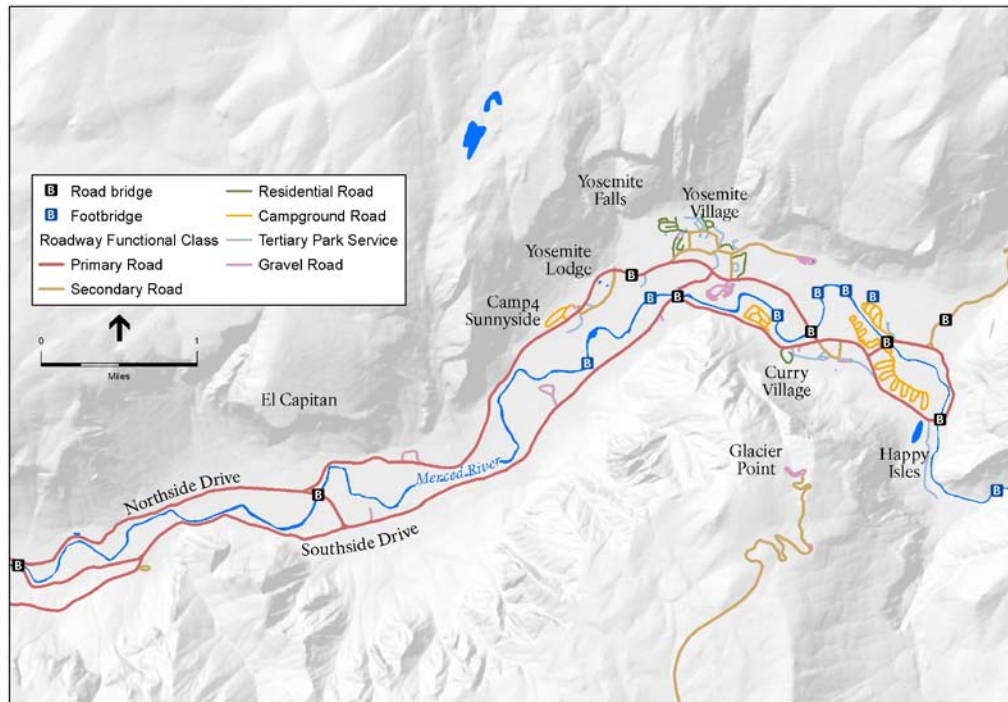 B Road bridge
B Footbridge
Roadway Functional Class
Primary Road
Secondary Road
Residential Road
Campground Road
Tertiary Park Service
Gravel Road
0 1
Miles
Yosemite
Falls
Yosemite
Village
Yosemite
Lodge
Camp4
Sunnyside
B
B
B
B
B
B
B
B
B
B
B
B
Curry
Village
El Capitan
B
Glacier
Point
Happy
Isles
B
Merced River
Northside Drive
B
Southside Drive
B